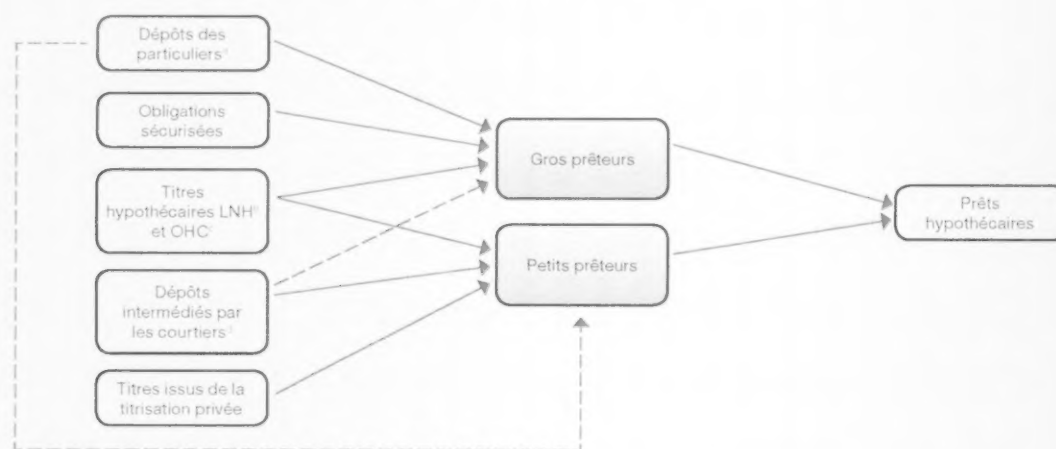 Dépôts des
particuliers
Obligations
sécurisées
Titres
hypothécaires LNH
et OHC
Dépôts
intermédiés par
les courtiers
Titres issus de la
titrisation privée
Gros prêteurs
Petits prêteurs
Prêts
hypothécaires